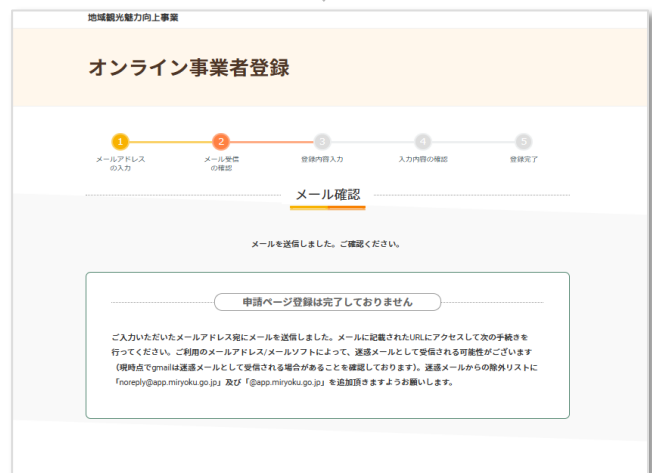 地域観光魅力向上事業
オンライン事業者登録
1 2 3 4 5
メールアドレス
の入力
メール受信
の確認
登録内容入力
入力内容の確認
登録完了
メール確認
メールを送信しました。ご確認ください。
申請ページ登録は完了しておりません
ご入力いただいたメールアドレス宛にメールを送信しました。メールに記載されたURLにアクセスして次の手続きを
行ってください。ご利用のメールアドレス/メールソフトによって、迷惑メールとして受信される可能性がございます
（現時点でgmailは迷惑メールとして受信される場合があることを確認しております）。迷惑メールからの除外リストに
「noreply@app.miryoku.go.jp」及び「@app.miryoku.go.jp」を追加頂きますようお願いします。